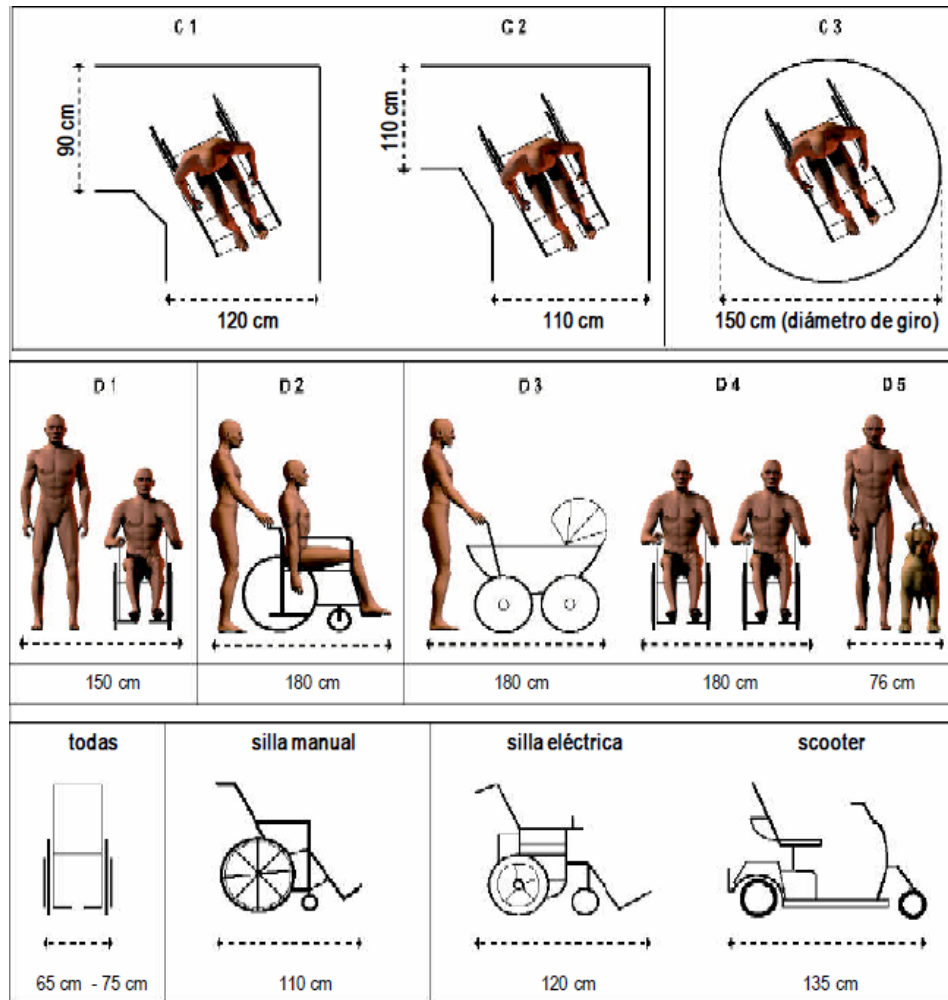 C 1
C 2
C 3
90 cm
110 cm
120 cm
110 cm
150 cm (diámetro de giro)
D 1
D 2
D 3
D 4
D 5
150 cm
180 cm
180 cm
180 cm
76 cm
todas
silla manual
silla eléctrica
scooter
65 cm - 75 cm
110 cm
120 cm
135 cm